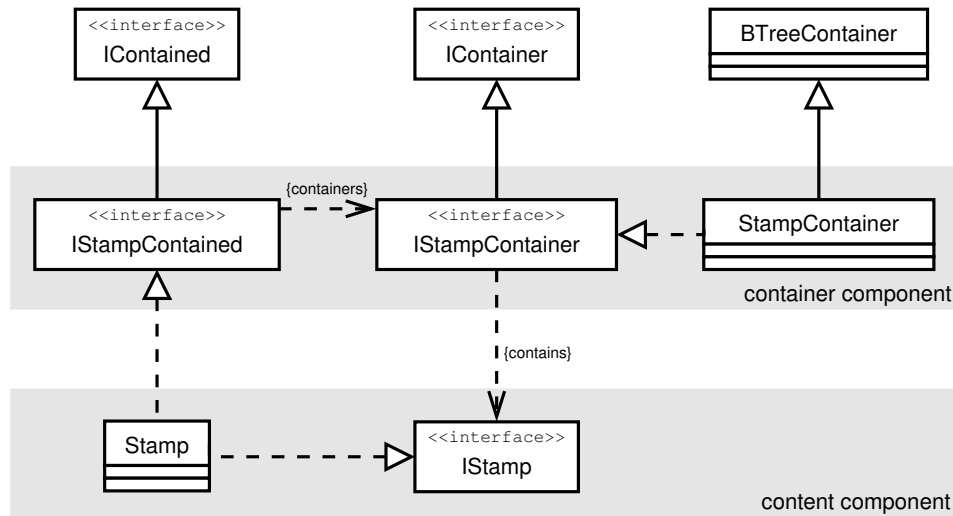 <<interface>>
IContained
<<interface>>
IContainer
BTreeContainer
{containers}
<<interface>>
IStampContained
<<interface>>
IStampContainer
StampContainer
container component
{contains}
Stamp
<<interface>>
IStamp
content component